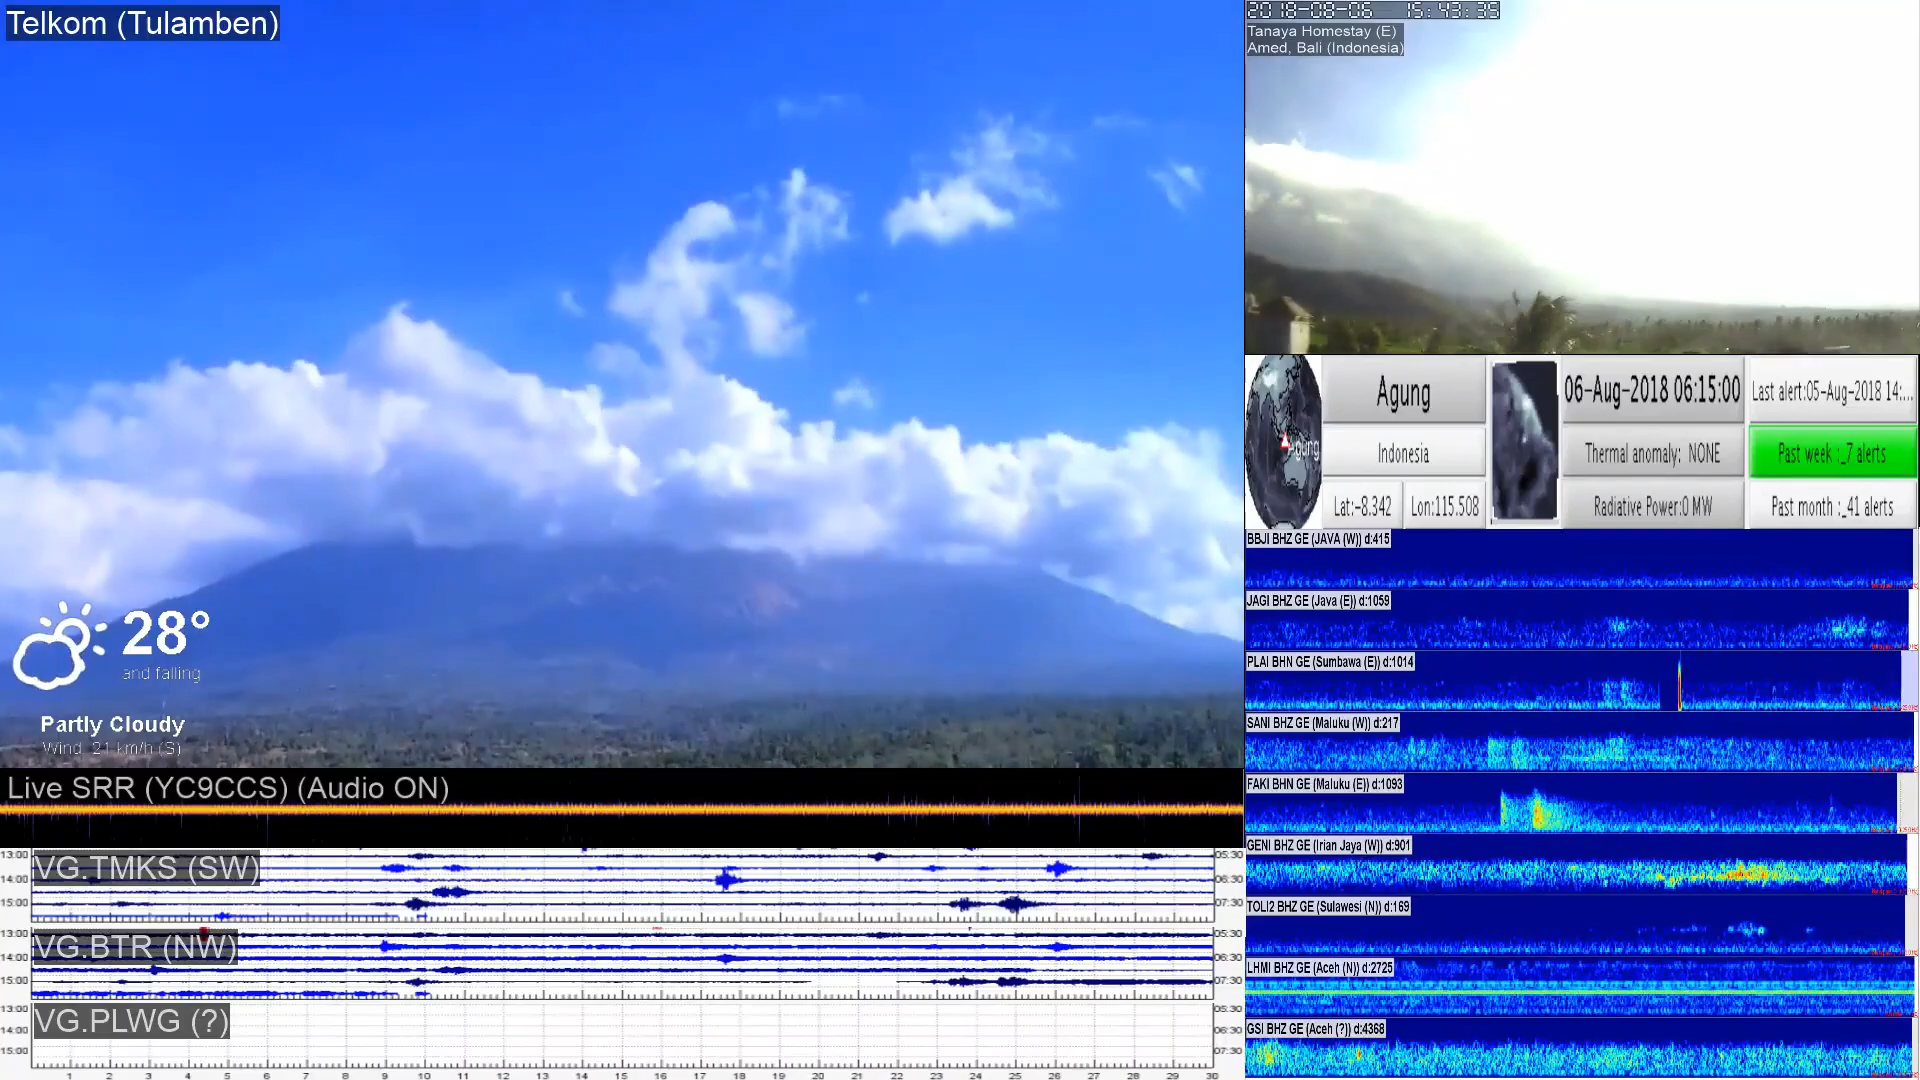 Telkom (Tulamben)
28°
and falling
Partly Cloudy
Wind 21 km/h (S)
Live SRR (YC9CCS) (Audio ON)
VG.TMKS (SW)
13:00 05:30
14:00 06:30
15:00 07:30
VG.BTR (NW)
13:00 05:30
14:00 06:30
15:00 07:30
VG.PLWG (?)
13:00 05:30
14:00 06:30
15:00 07:30
1 2 3 4 5 6 7 8 9 10 11 12 13 14 15 16 17 18 19 20 21 22 23 24 25 26 27 28 29 30
2018-08-06 15:43:39
Tanaya Homestay (E)
Amed, Bali (Indonesia)
Agung
Agung
Indonesia
Lat:-8.342 Lon:115.508
06-Aug-2018 06:15:00
Thermal anomaly: NONE
Radiative Power:0 MW
Last alert:05-Aug-2018 14:...
Past week :_7 alerts
Past month :_41 alerts
BBJI BHZ GE (JAVA (W)) d:415
JAGI BHZ GE (Java (E)) d:1059
PLAI BHN GE (Sumbawa (E)) d:1014
SANI BHZ GE (Maluku (W)) d:217
FAKI BHN GE (Maluku (E)) d:1093
GENI BHZ GE (Irian Jaya (W)) d:901
TOLI2 BHZ GE (Sulawesi (N)) d:169
LHMI BHZ GE (Aceh (N)) d:2725
GSI BHZ GE (Aceh (?)) d:4368